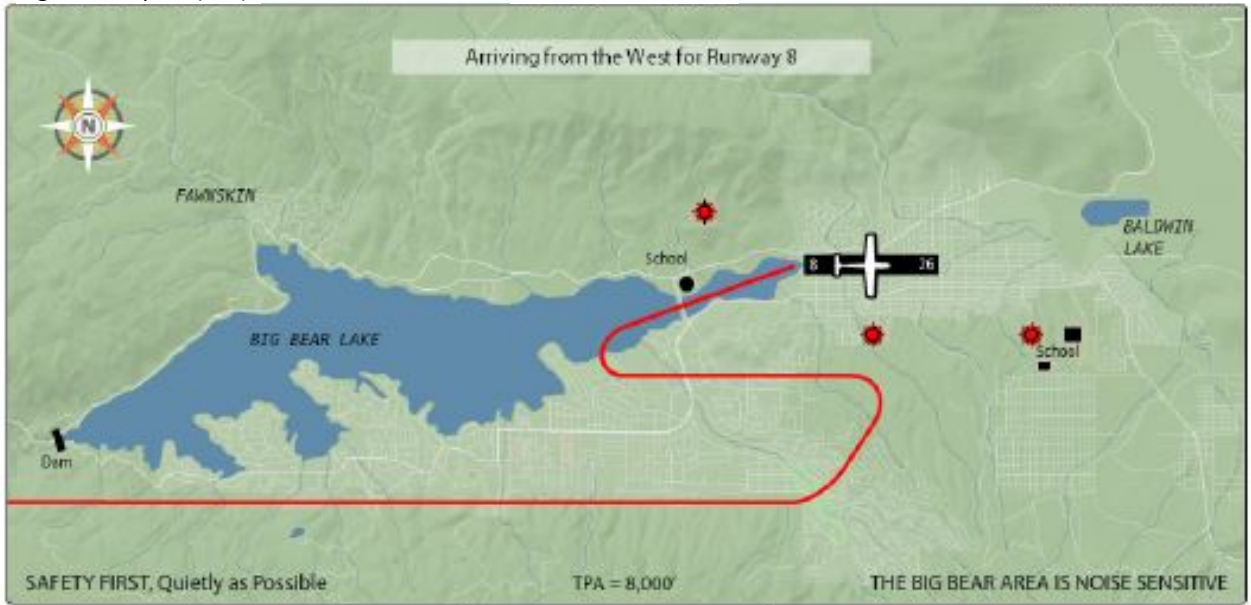 Arriving from the West for Runway 8
N
FAWNSKIN
BALDWIN
LAKE
School
8
26
BIG BEAR LAKE
School
Dam
SAFETY FIRST, Quietly as Possible
TPA = 8,000'
THE BIG BEAR AREA IS NOISE SENSITIVE